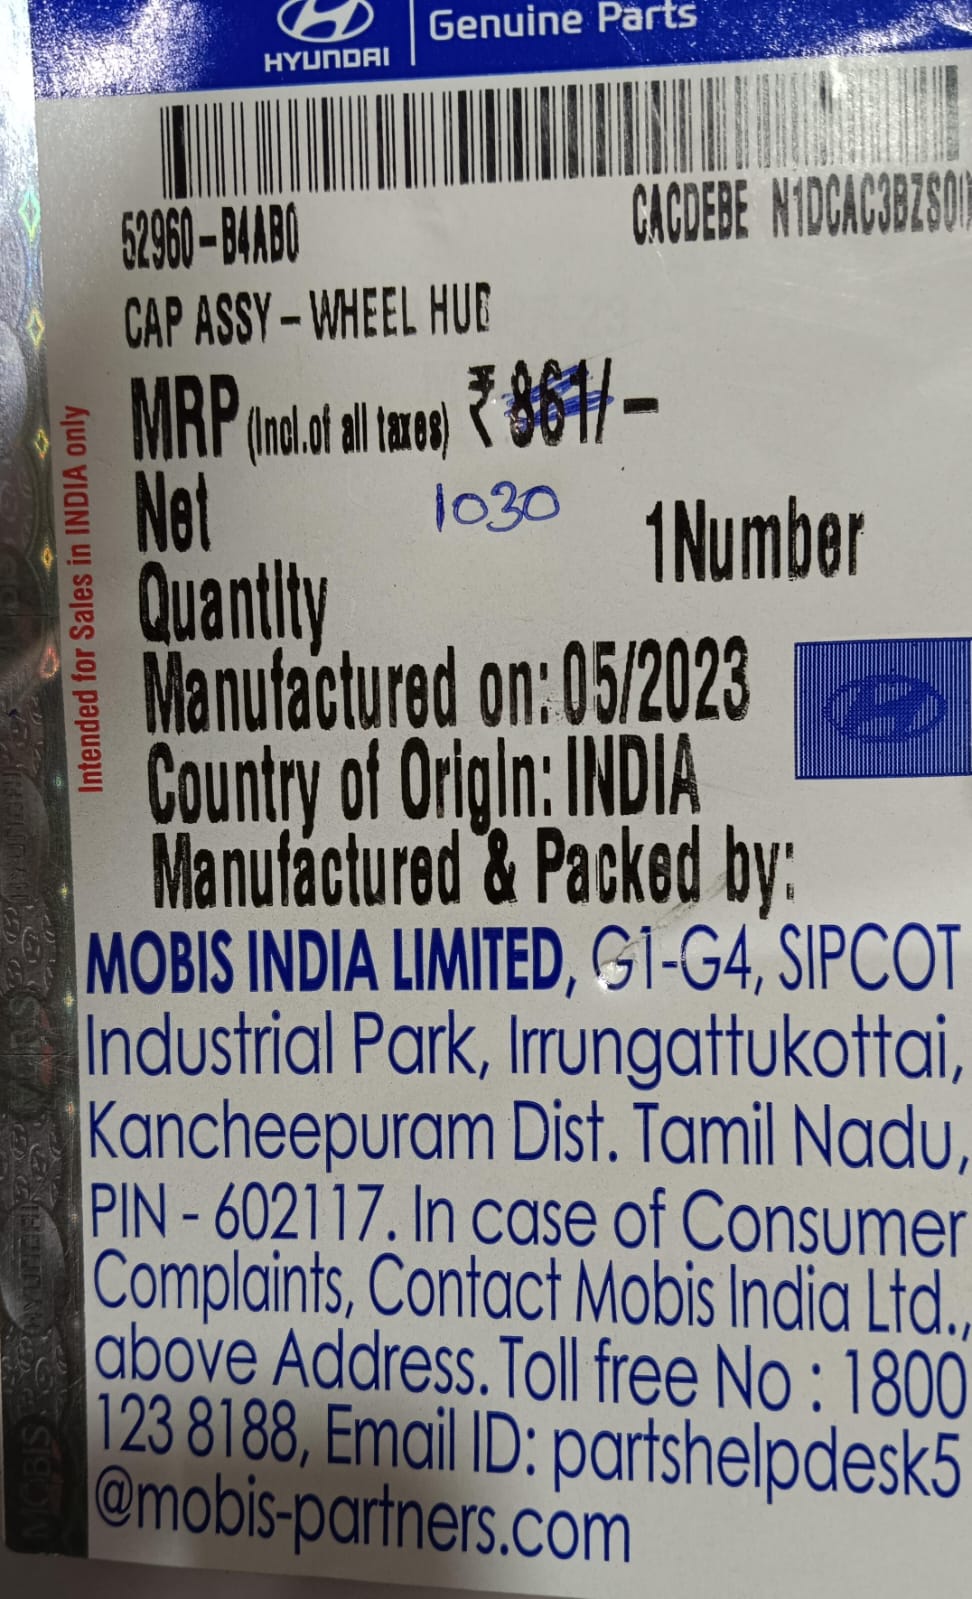 HYUNDAI
Genuine Parts
52960-B4AB0
CACDEBE N1DCAC3BZS0
CAP ASSY - WHEEL HUB
MRP (Incl.of all taxes) ₹ 861/-
Net
1030
1Number
Quantity
Manufactured on: 05/2023
Country of Origin: INDIA
Manufactured & Packed by:
MOBIS INDIA LIMITED, G1-G4, SIPCOT
Industrial Park, Irrungattukottai,
Kancheepuram Dist. Tamil Nadu,
PIN - 602117. In case of Consumer
Complaints, Contact Mobis India Ltd.,
above Address. Toll free No : 1800
123 8188, Email ID: partshelpdesk5
@mobis-partners.com
Intended for Sales in INDIA only
HYUNDAI
MOBIS